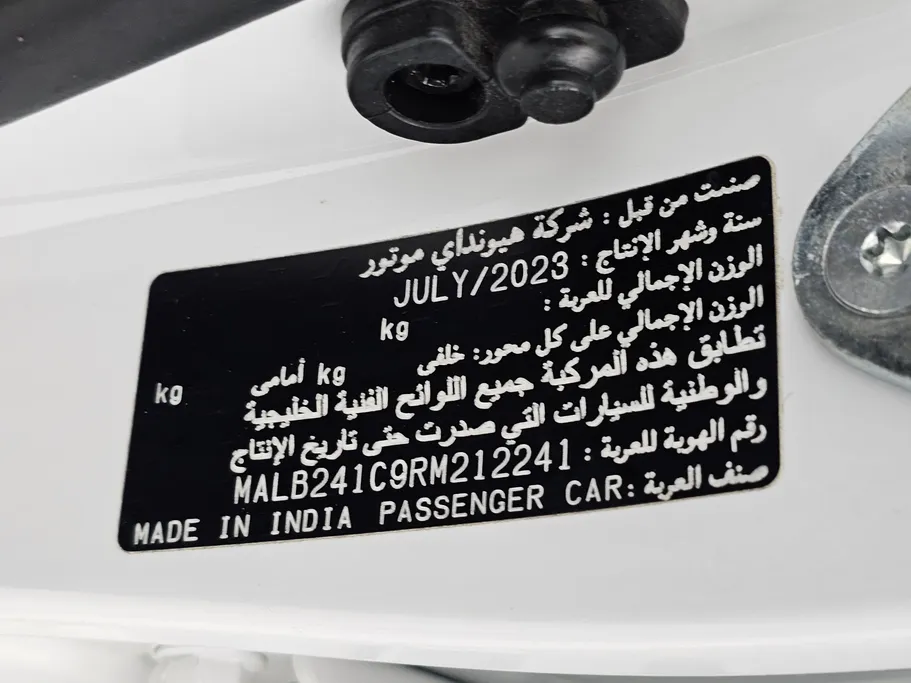 صنعت من قبل : شركة هيونداي موتور
سنة وشهر الإنتاج : JULY/2023
الوزن الإجمالي للعربة :
kg
الوزن الإجمالي على كل محور: خلفى
kg أمامى kg
تطابق هذه المركبة جميع اللوائح الفنية الخليجية
والوطنية للسيارات التي صدرت حتى تاريخ الإنتاج
رقم الهوية للعربة : MALB241C9RM212241
صنف العربة : PASSENGER CAR MADE IN INDIA